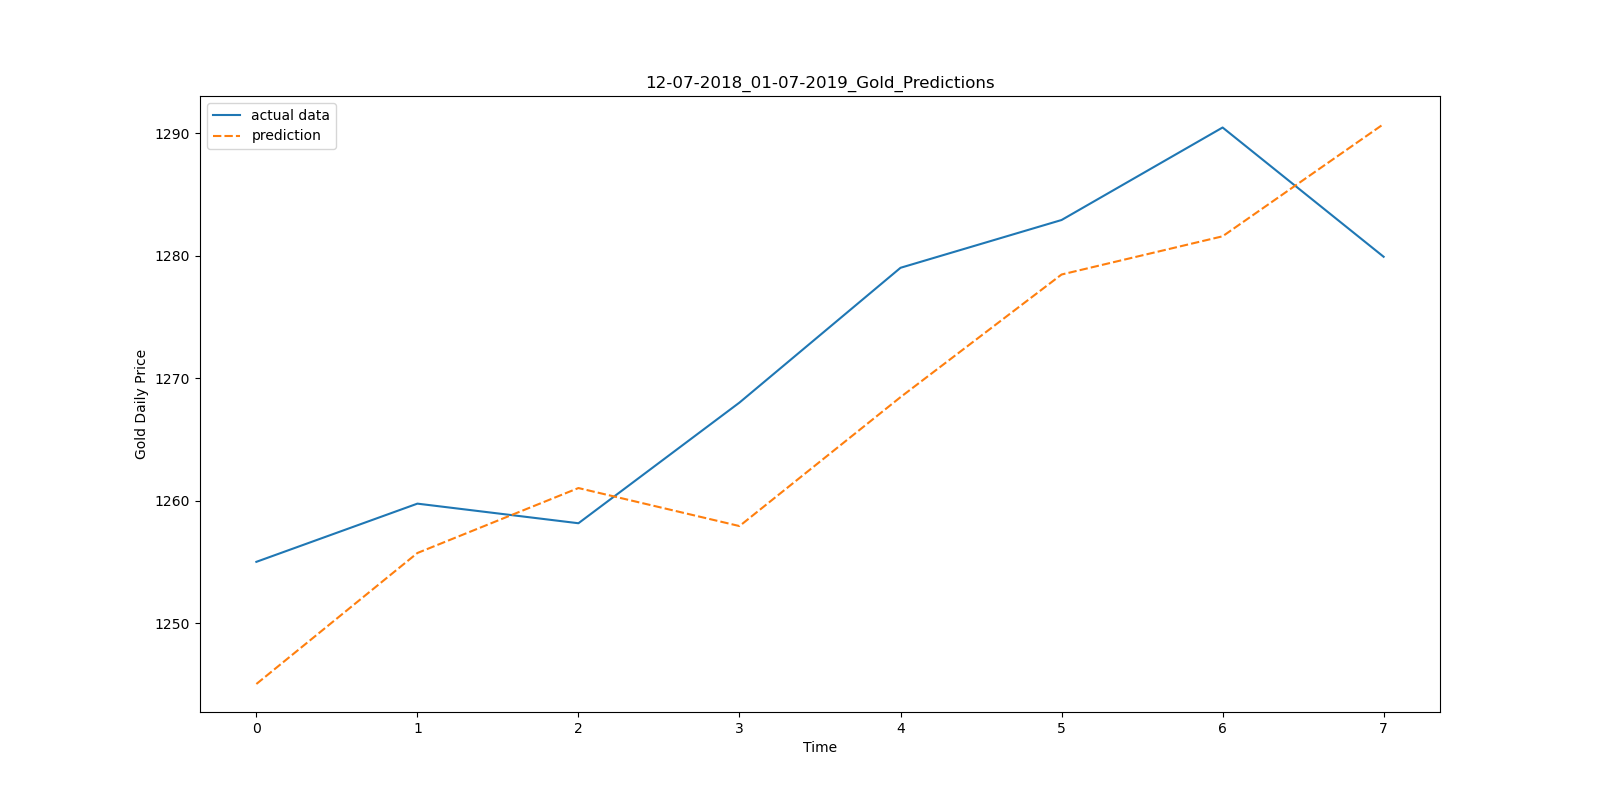 12-07-2018_01-07-2019_Gold_Predictions
actual data
prediction
Gold Daily Price
1290
1280
1270
1260
1250
0 1 2 3 4 5 6 7
Time